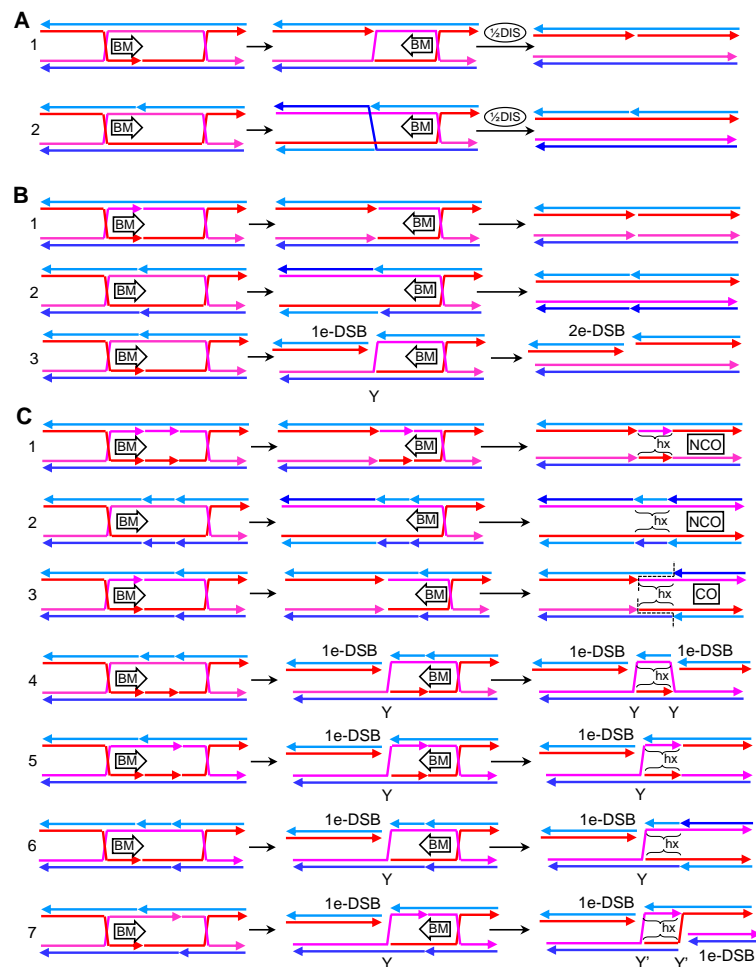 A
1 BM BM ½DIS
2 BM BM ½DIS
B
1 BM BM
2 BM BM
3 BM 1e-DSB BM 2e-DSB
Y
C
1 BM BM hx NCO
2 BM BM hx NCO
3 BM BM hx CO
4 BM 1e-DSB BM 1e-DSB hx 1e-DSB
Y Y Y
5 BM 1e-DSB BM 1e-DSB hx
Y Y
6 BM 1e-DSB BM 1e-DSB hx
Y Y
7 BM 1e-DSB BM 1e-DSB hx
Y Y' Y' 1e-DSB